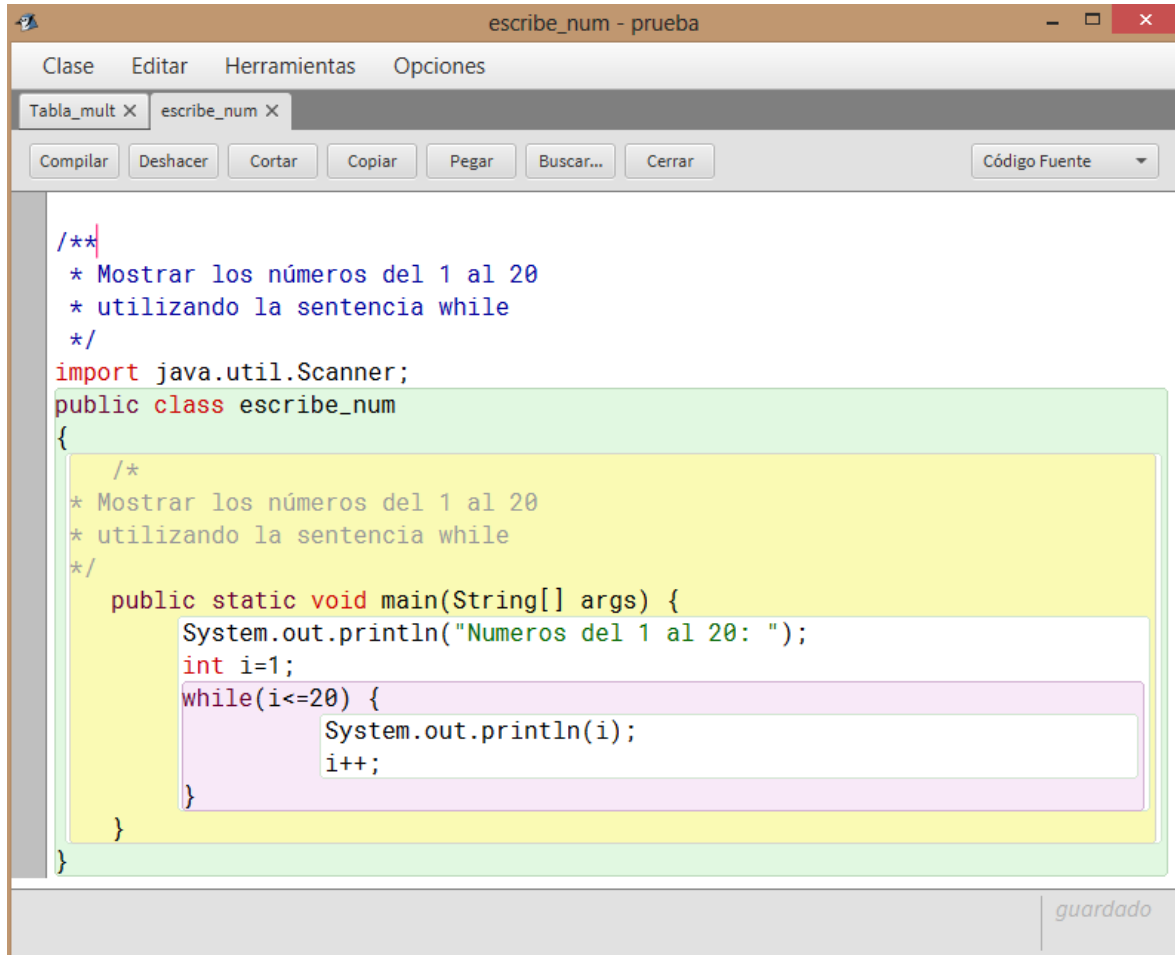 escribe_num - prueba
Clase Editar Herramientas Opciones
Tabla_mult escribe_num
Compilar Deshacer Cortar Copiar Pegar Buscar... Cerrar Código Fuente
/**
 * Mostrar los números del 1 al 20
 * utilizando la sentencia while
 */
import java.util.Scanner;
public class escribe_num
{
    /*
 * Mostrar los números del 1 al 20
 * utilizando la sentencia while
 */
    public static void main(String[] args) {
         System.out.println("Numeros del 1 al 20: ");
         int i=1;
         while(i<=20) {
                   System.out.println(i);
                   i++;
         }
    }
}
guardado